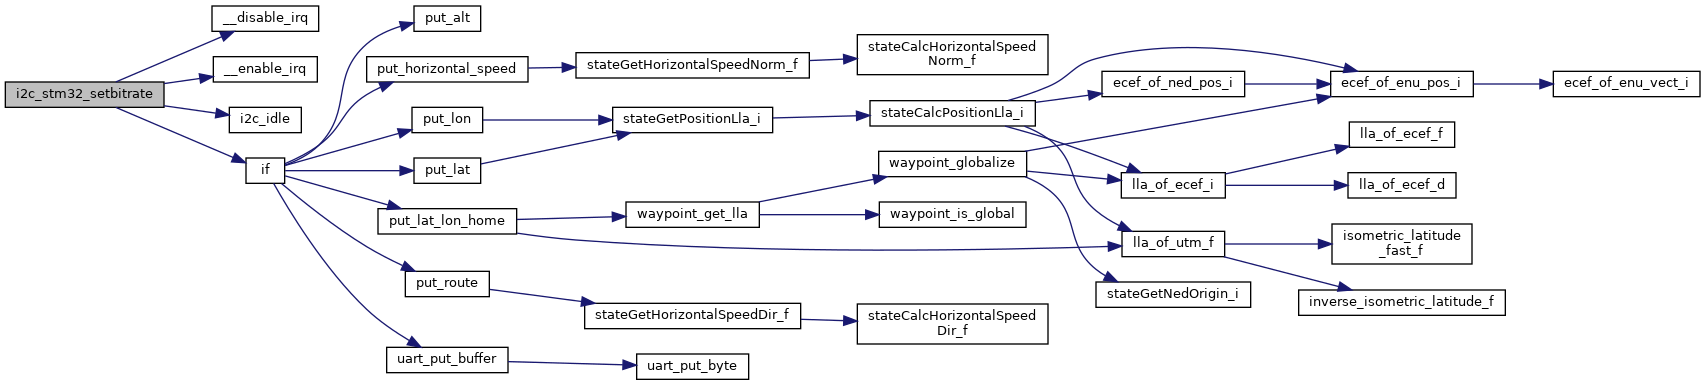 i2c_stm32_setbitrate
__disable_irq
__enable_irq
i2c_idle
if
put_alt
put_horizontal_speed
put_lon
put_lat
put_lat_lon_home
put_route
uart_put_buffer
stateGetHorizontalSpeedNorm_f
stateGetPositionLla_i
waypoint_get_lla
stateGetHorizontalSpeedDir_f
uart_put_byte
stateCalcHorizontalSpeed
Norm_f
stateCalcPositionLla_i
waypoint_globalize
waypoint_is_global
stateCalcHorizontalSpeed
Dir_f
ecef_of_ned_pos_i
lla_of_ecef_i
lla_of_utm_f
stateGetNedOrigin_i
ecef_of_enu_pos_i
lla_of_ecef_f
lla_of_ecef_d
isometric_latitude
_fast_f
inverse_isometric_latitude_f
ecef_of_enu_vect_i